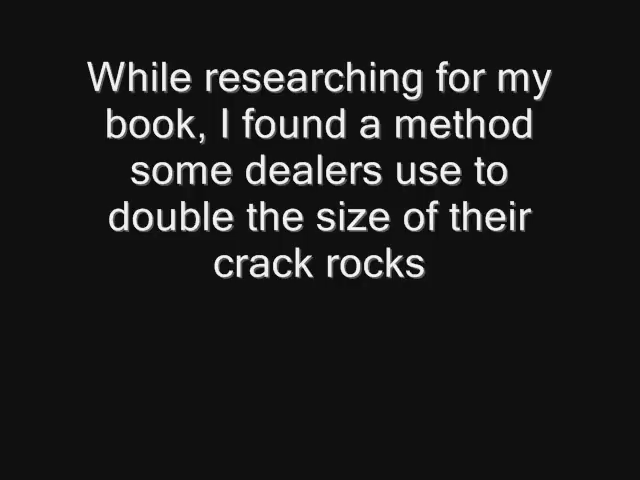 While researching for my
book, I found a method
some dealers use to
double the size of their
crack rocks